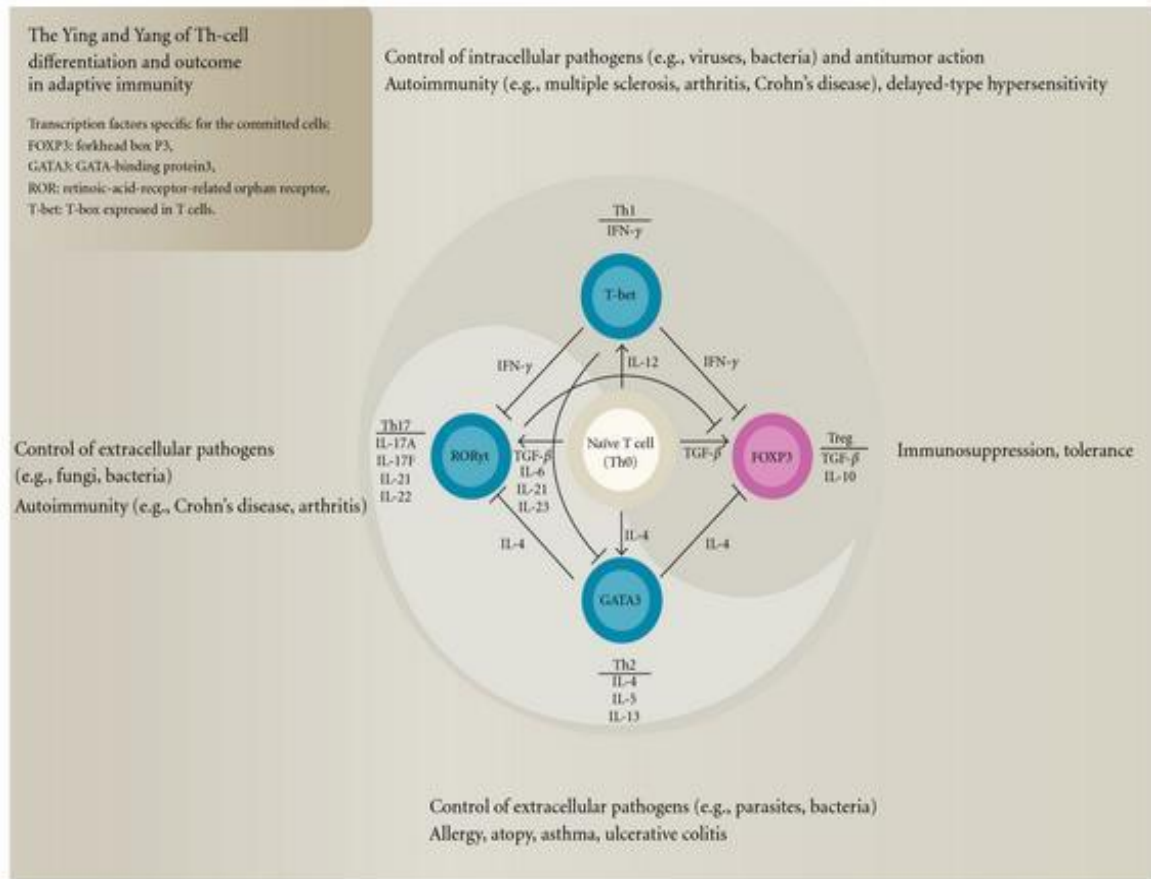 The Ying and Yang of Th-cell
differentiation and outcome
in adaptive immunity
Transcription factors specific for the committed cells:
FOXP3: forkhead box P3,
GATA3: GATA-binding protein3,
ROR: retinoic-acid-receptor-related orphan receptor,
T-bet: T-box expressed in T cells.
Control of intracellular pathogens (e.g., viruses, bacteria) and antitumor action
Autoimmunity (e.g., multiple sclerosis, arthritis, Crohn's disease), delayed-type hypersensitivity
Th1
IFN-γ
T-bet
IFN-γ
IL-12
IFN-γ
Control of extracellular pathogens
(e.g., fungi, bacteria)
Autoimmunity (e.g., Crohn's disease, arthritis)
Th17
IL-17A
IL-17F
IL-21
IL-22
RORγt
TGF-β
IL-6
IL-21
IL-23
Naïve T cell
(Th0)
TGF-β
FOXP3
Treg
TGF-β
IL-10
Immunosuppression, tolerance
IL-4
IL-4
IL-4
GATA3
Th2
IL-4
IL-5
IL-13
Control of extracellular pathogens (e.g., parasites, bacteria)
Allergy, atopy, asthma, ulcerative colitis